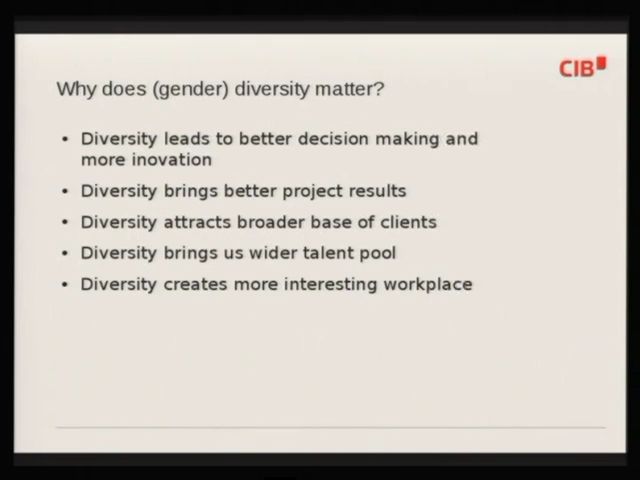 CIB
Why does (gender) diversity matter?
• Diversity leads to better decision making and
more inovation
• Diversity brings better project results
• Diversity attracts broader base of clients
• Diversity brings us wider talent pool
• Diversity creates more interesting workplace